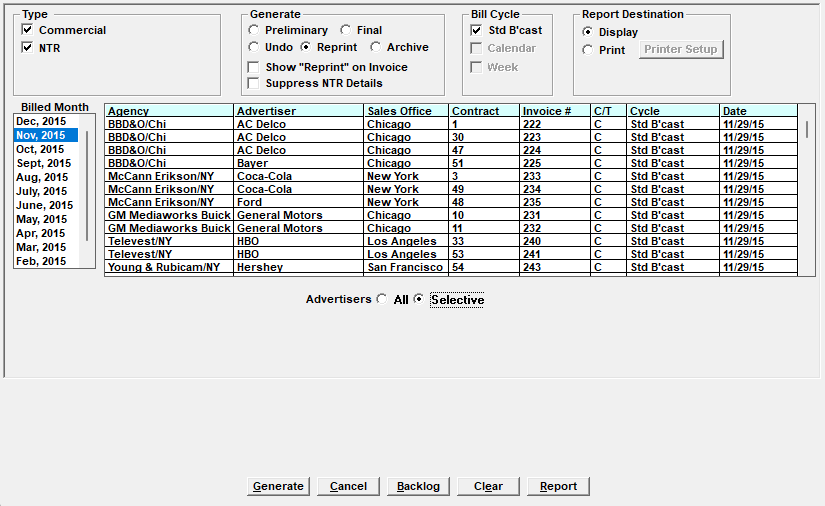 Type
Commercial
NTR
Generate
Preliminary Final
Undo Reprint Archive
Show "Reprint" on Invoice
Suppress NTR Details
Bill Cycle
Std B'cast
Calendar
Week
Report Destination
Display
Print Printer Setup
Billed Month
Dec, 2015
Nov, 2015
Oct, 2015
Sept, 2015
Aug, 2015
July, 2015
June, 2015
May, 2015
Apr, 2015
Mar, 2015
Feb, 2015
Agency Advertiser Sales Office Contract Invoice # C/T Cycle Date
BBD&O/Chi AC Delco Chicago 1 222 C Std B'cast 11/29/15
BBD&O/Chi AC Delco Chicago 30 223 C Std B'cast 11/29/15
BBD&O/Chi AC Delco Chicago 47 224 C Std B'cast 11/29/15
BBD&O/Chi Bayer Chicago 51 225 C Std B'cast 11/29/15
McCann Erikson/NY Coca-Cola New York 3 233 C Std B'cast 11/29/15
McCann Erikson/NY Coca-Cola New York 49 234 C Std B'cast 11/29/15
McCann Erikson/NY Ford New York 48 235 C Std B'cast 11/29/15
GM Mediaworks Buick General Motors Chicago 10 231 C Std B'cast 11/29/15
GM Mediaworks Buick General Motors Chicago 11 232 C Std B'cast 11/29/15
Televest/NY HBO Los Angeles 33 240 C Std B'cast 11/29/15
Televest/NY HBO Los Angeles 53 241 C Std B'cast 11/29/15
Young & Rubicam/NY Hershey San Francisco 54 243 C Std B'cast 11/29/15
Advertisers All Selective
Generate Cancel Backlog Clear Report